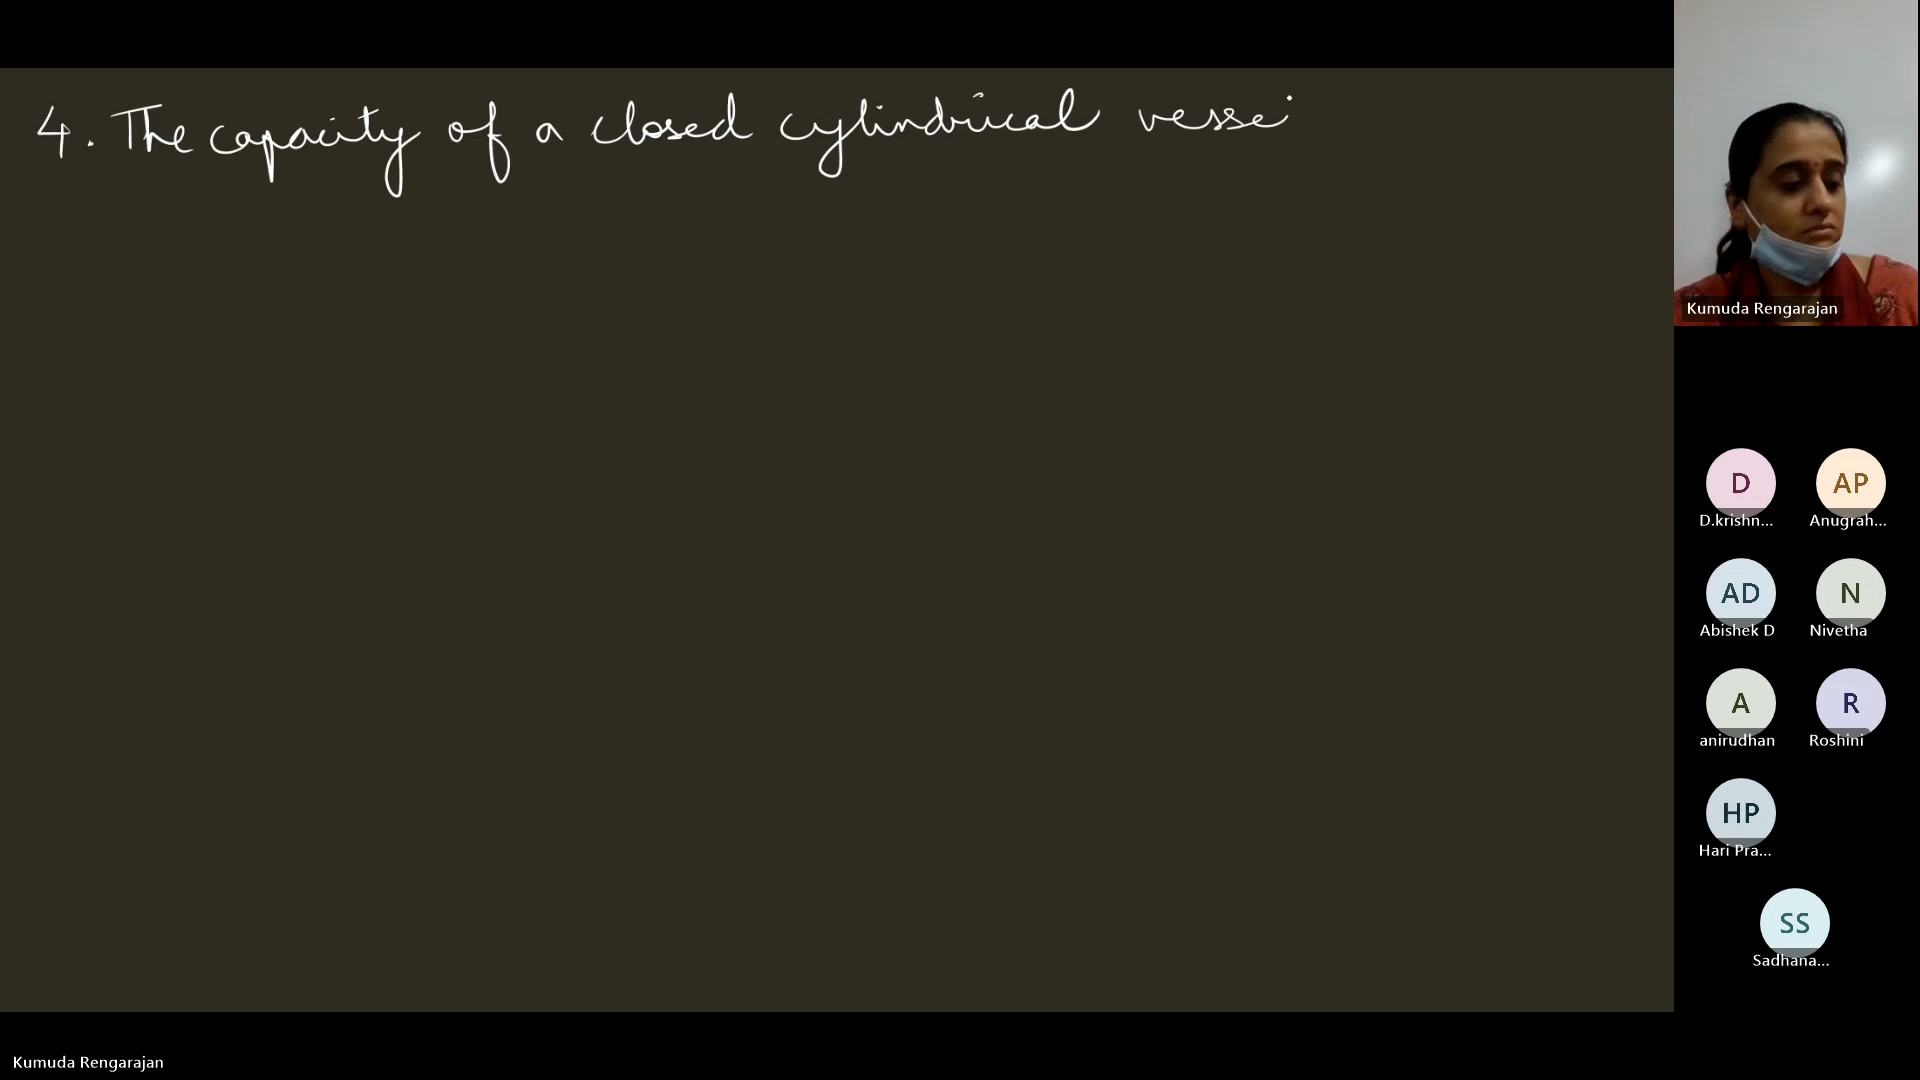 4. The capacity of a closed cylindrical vesse
Kumuda Rengarajan
D
AP
D.krishn...
Anugrah...
AD
N
Abishek D
Nivetha
A
R
anirudhan
Roshini
HP
Hari Pra...
SS
Sadhana...
Kumuda Rengarajan